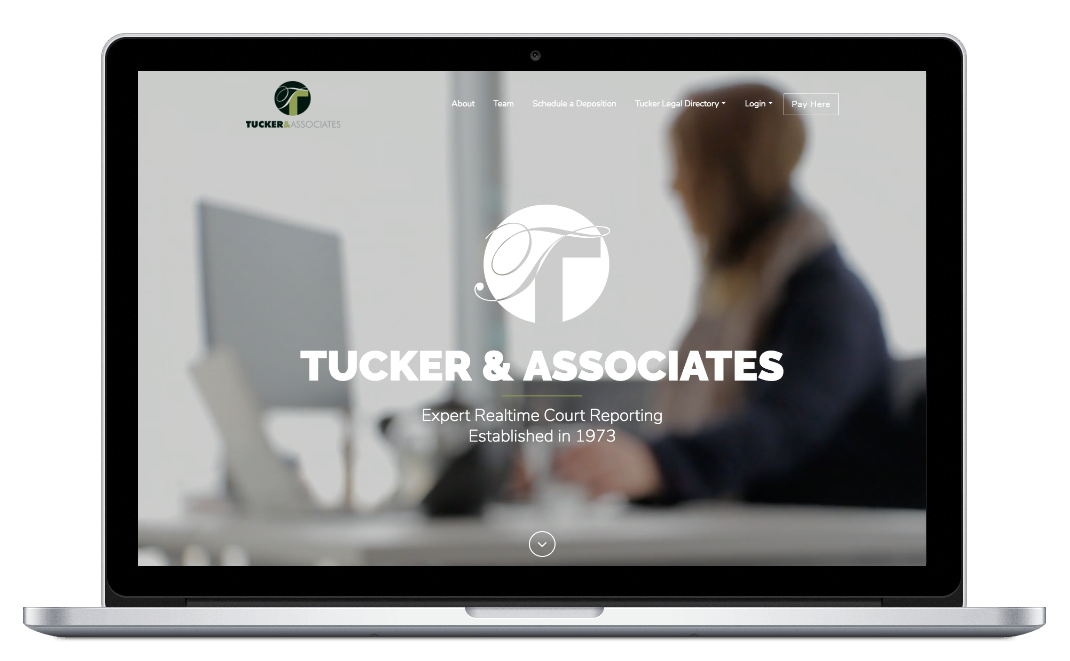 TUCKER&ASSOCIATES
About Team Schedule a Deposition Tucker Legal Directory Login Pay Here
TUCKER & ASSOCIATES
Expert Realtime Court Reporting
Established in 1973